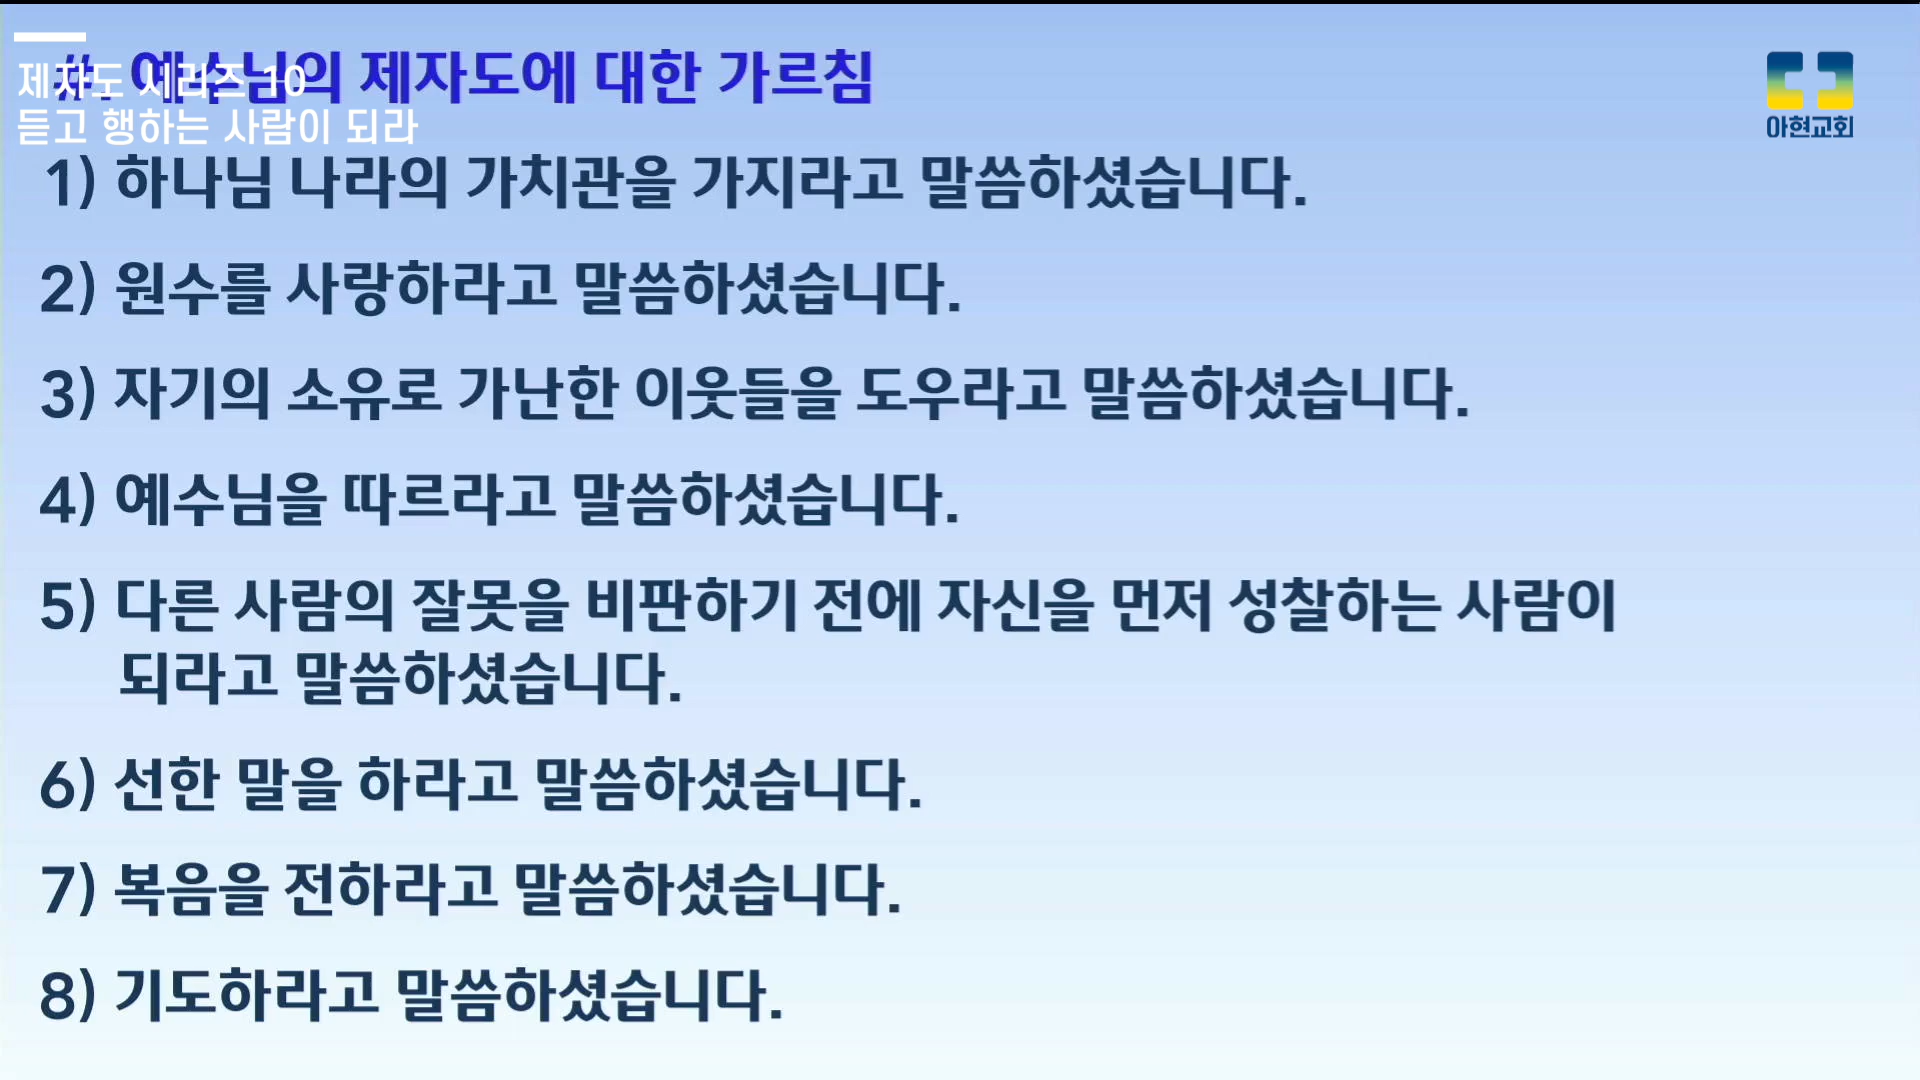 #. 예수님의 제자도에 대한 가르침
제자도 시리즈 10
듣고 행하는 사람이 되라
아현교회
1) 하나님 나라의 가치관을 가지라고 말씀하셨습니다.
2) 원수를 사랑하라고 말씀하셨습니다.
3) 자기의 소유로 가난한 이웃들을 도우라고 말씀하셨습니다.
4) 예수님을 따르라고 말씀하셨습니다.
5) 다른 사람의 잘못을 비판하기 전에 자신을 먼저 성찰하는 사람이
되라고 말씀하셨습니다.
6) 선한 말을 하라고 말씀하셨습니다.
7) 복음을 전하라고 말씀하셨습니다.
8) 기도하라고 말씀하셨습니다.